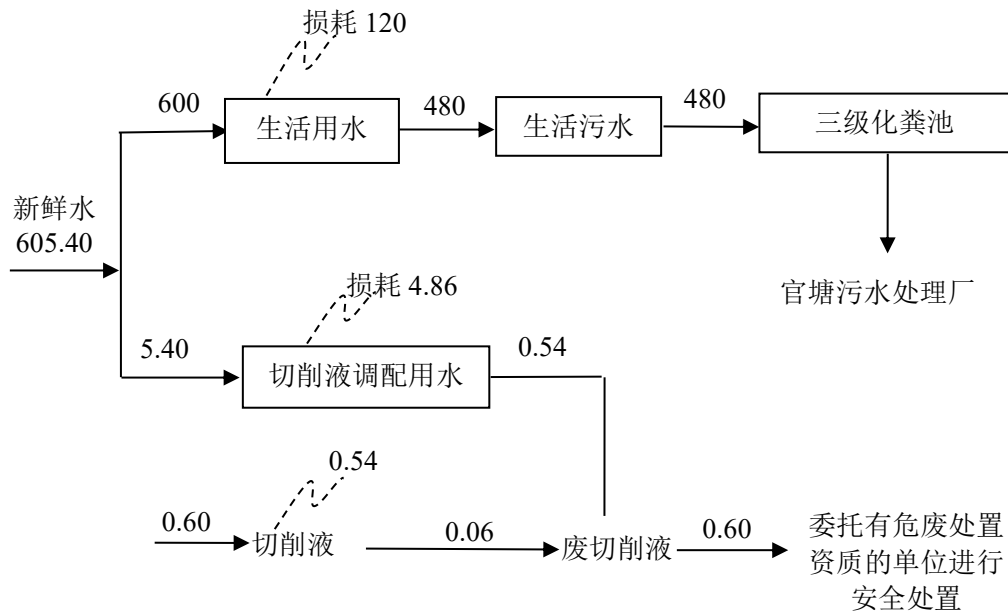 损耗 120
600
生活用水
480
生活污水
480
三级化粪池
新鲜水
605.40
官塘污水处理厂
损耗 4.86
5.40
切削液调配用水
0.54
0.54
0.60
切削液
0.06
废切削液
0.60
委托有危废处置
资质的单位进行
安全处置